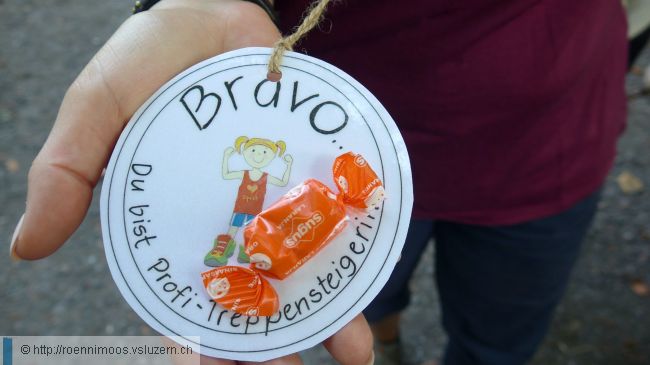 Bravo..
Du bist Profi-Treppensteigerin!!
Sugus
© http://roennimoos.vsluzern.ch